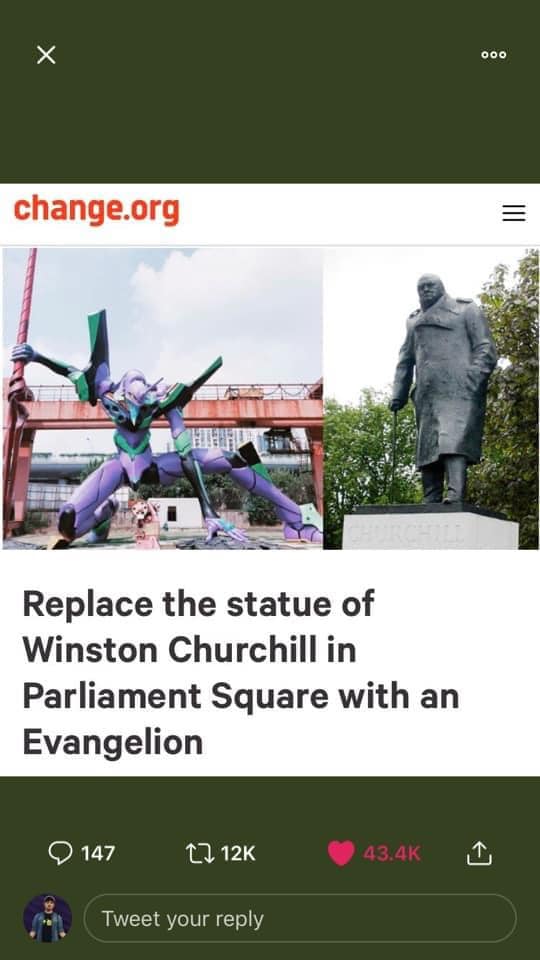 change.org
CHURCHILL
Replace the statue of
Winston Churchill in
Parliament Square with an
Evangelion
147
12K
43.4K
Tweet your reply